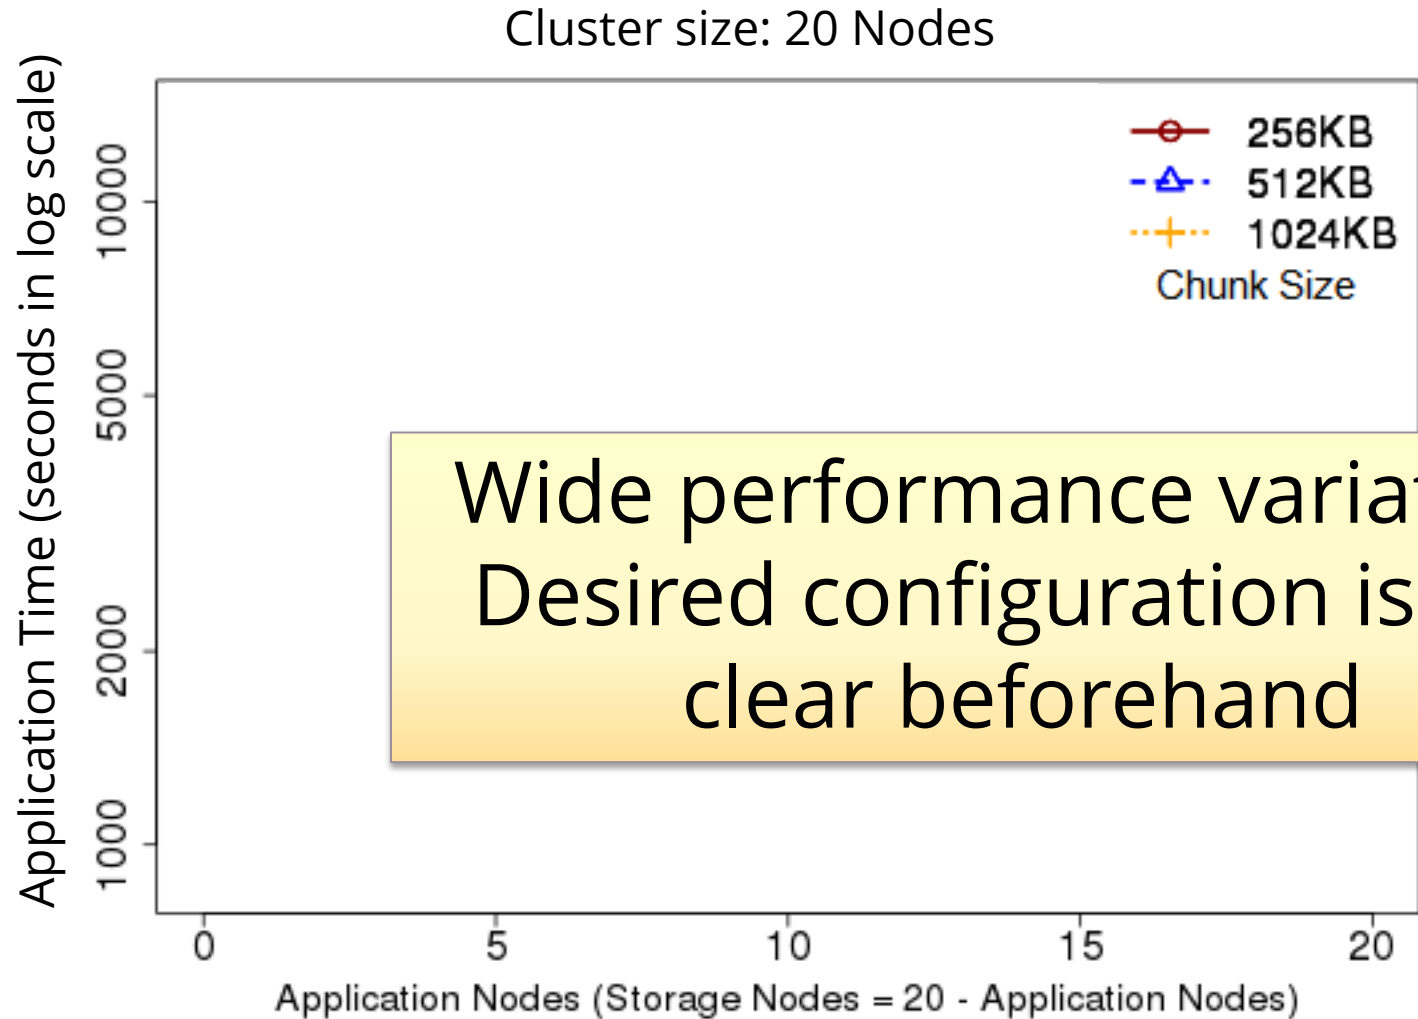 Cluster size: 20 Nodes
Application Time (seconds in log scale)
10000
5000
2000
1000
256KB
512KB
1024KB
Chunk Size
Wide performance
Desired configuration is
clear beforehand
0 5 10 15 20
Application Nodes (Storage Nodes = 20 - Application Nodes)